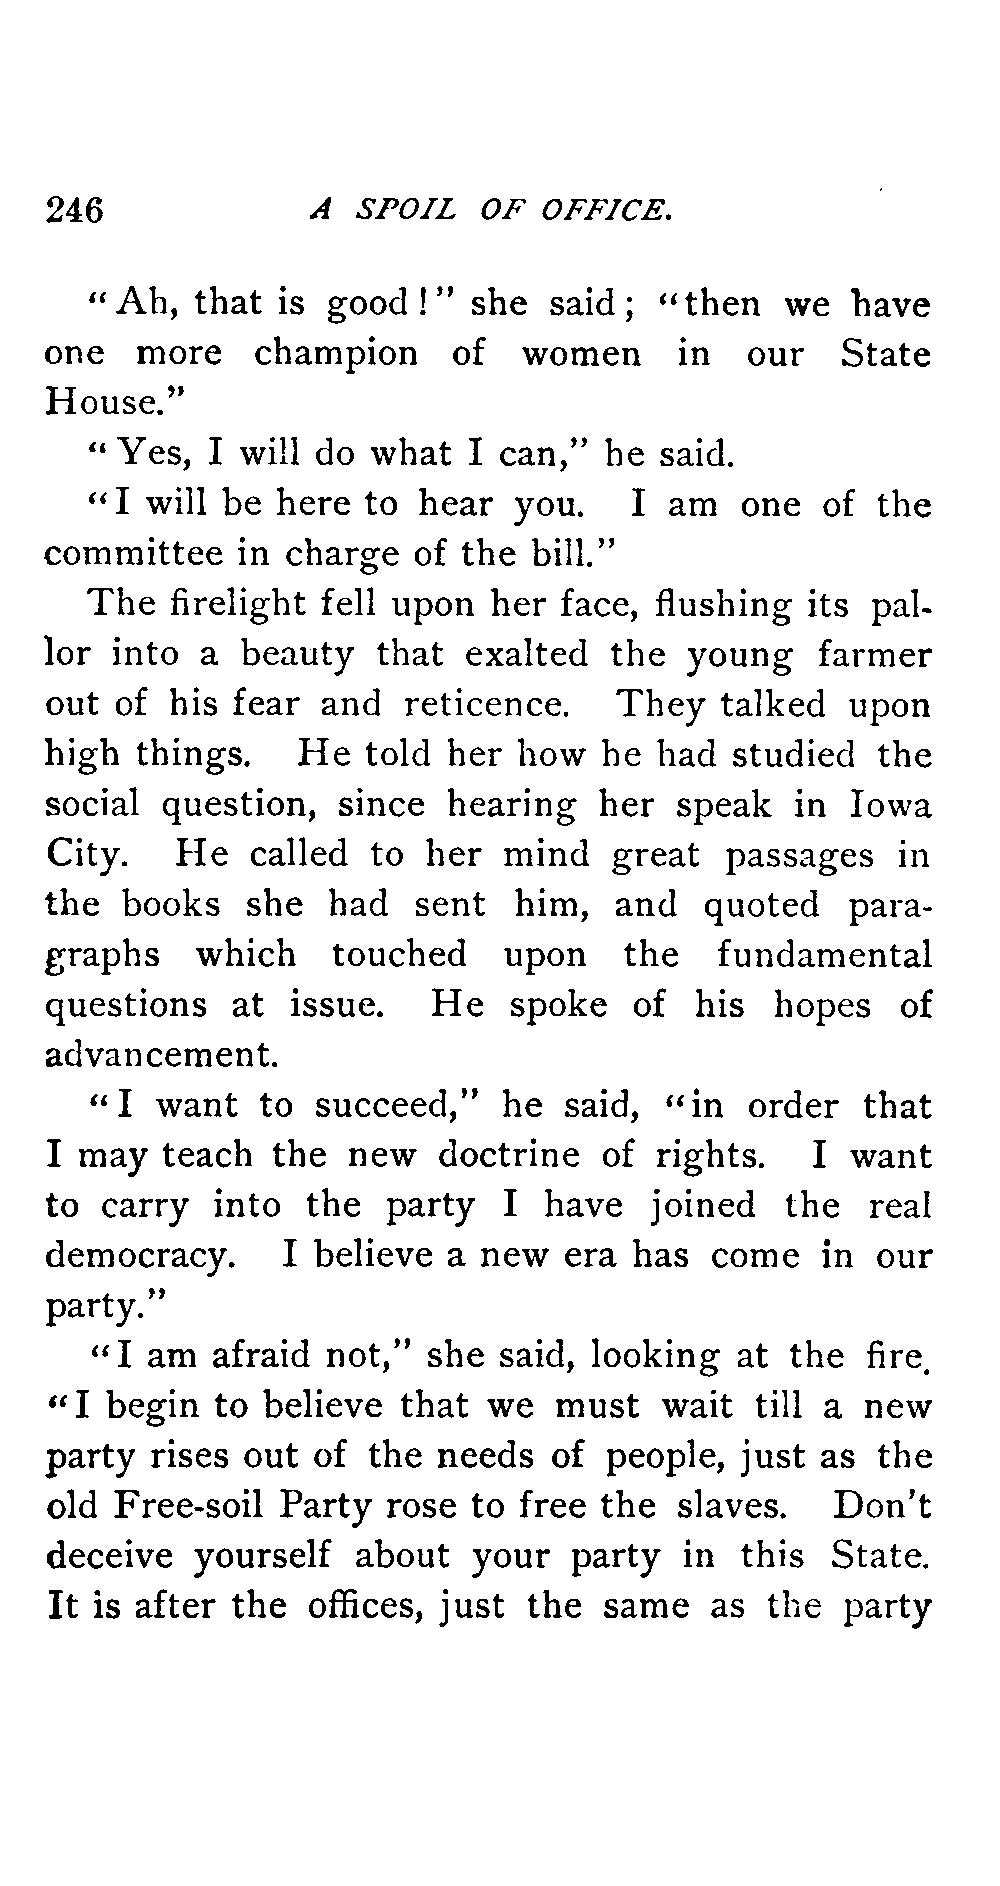 246 A SPOIL OF OFFICE.
“Ah, that is good!” she said; “then we have
one more champion of women in our State
House.”
“Yes, I will do what I can,” he said.
“I will be here to hear you. I am one of the
committee in charge of the bill.”
The firelight fell upon her face, flushing its pal-
lor into a beauty that exalted the young farmer
out of his fear and reticence. They talked upon
high things. He told her how he had studied the
social question, since hearing her speak in Iowa
City. He called to her mind great passages in
the books she had sent him, and quoted para-
graphs which touched upon the fundamental
questions at issue. He spoke of his hopes of
advancement.
“I want to succeed,” he said, “in order that
I may teach the new doctrine of rights. I want
to carry into the party I have joined the real
democracy. I believe a new era has come in our
party.”
“I am afraid not,” she said, looking at the fire.
“I begin to believe that we must wait till a new
party rises out of the needs of people, just as the
old Free-soil Party rose to free the slaves. Don't
deceive yourself about your party in this State.
It is after the offices, just the same as the party